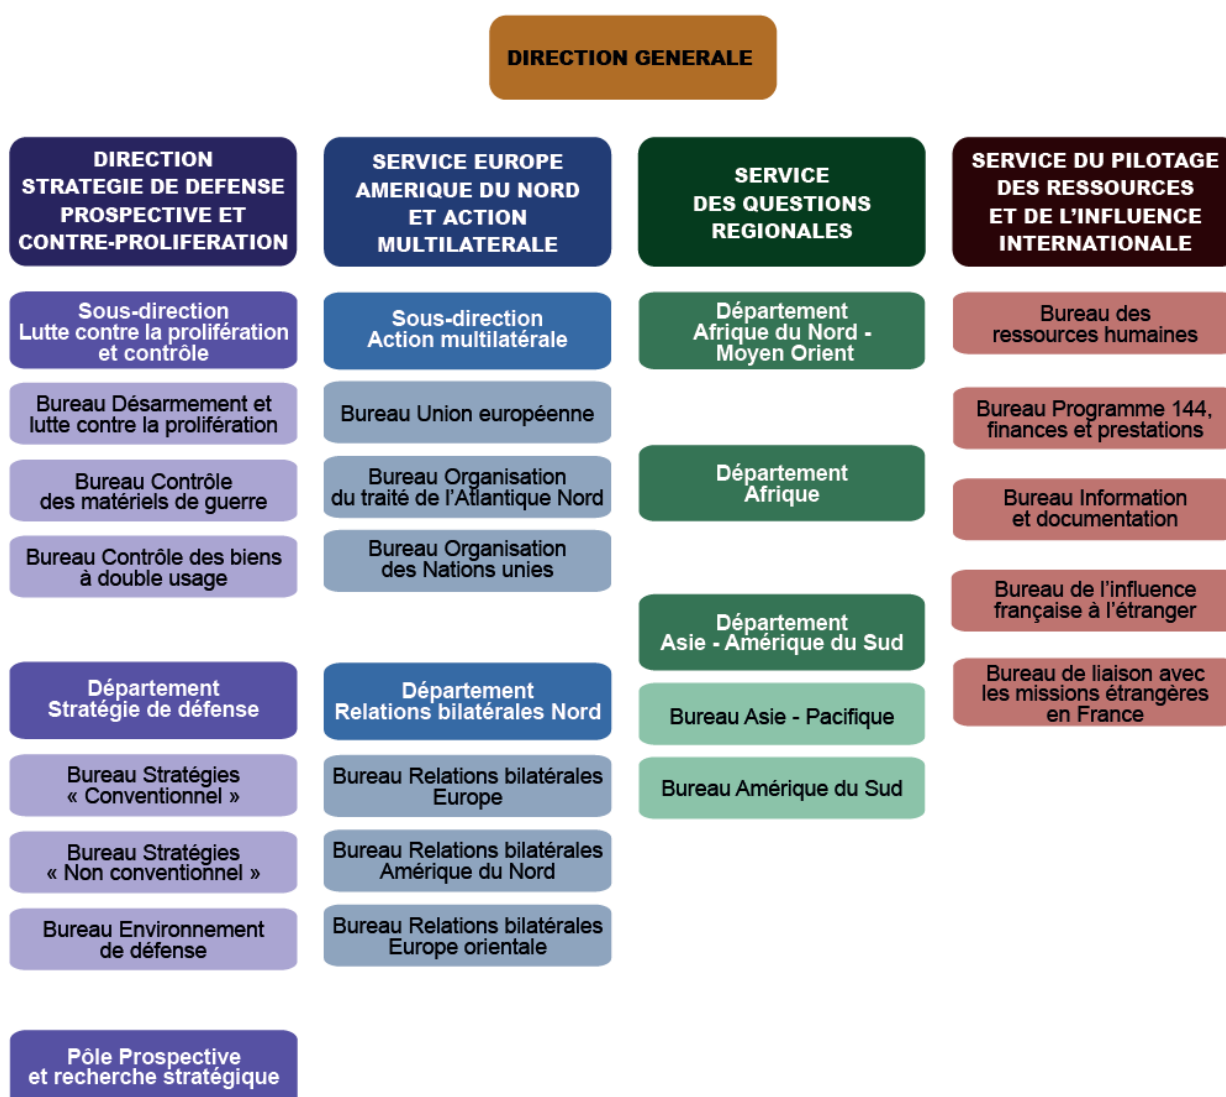 DIRECTION GENERALE
DIRECTION
STRATEGIE DE DEFENSE
PROSPECTIVE ET
CONTRE-PROLIFERATION
Sous-direction
Lutte contre la prolifération
et contrôle
Bureau Désarmement et
lutte contre la prolifération
Bureau Contrôle
des matériels de guerre
Bureau Contrôle des biens
à double usage
Département
Stratégie de défense
Bureau Stratégies
« Conventionnel »
Bureau Stratégies
« Non conventionnel »
Bureau Environnement
de défense
Pôle Prospective
et recherche stratégique
SERVICE EUROPE
AMERIQUE DU NORD
ET ACTION
MULTILATERALE
Sous-direction
Action multilatérale
Bureau Union européenne
Bureau Organisation
du traité de l'Atlantique Nord
Bureau Organisation
des Nations unies
Département
Relations bilatérales Nord
Bureau Relations bilatérales
Europe
Bureau Relations bilatérales
Amérique du Nord
Bureau Relations bilatérales
Europe orientale
SERVICE
DES QUESTIONS
REGIONALES
Département
Afrique du Nord -
Moyen Orient
Département
Afrique
Département
Asie - Amérique du Sud
Bureau Asie - Pacifique
Bureau Amérique du Sud
SERVICE DU PILOTAGE
DES RESSOURCES
ET DE L'INFLUENCE
INTERNATIONALE
Bureau des
ressources humaines
Bureau Programme 144,
finances et prestations
Bureau Information
et documentation
Bureau de l'influence
française à l'étranger
Bureau de liaison avec
les missions étrangères
en France